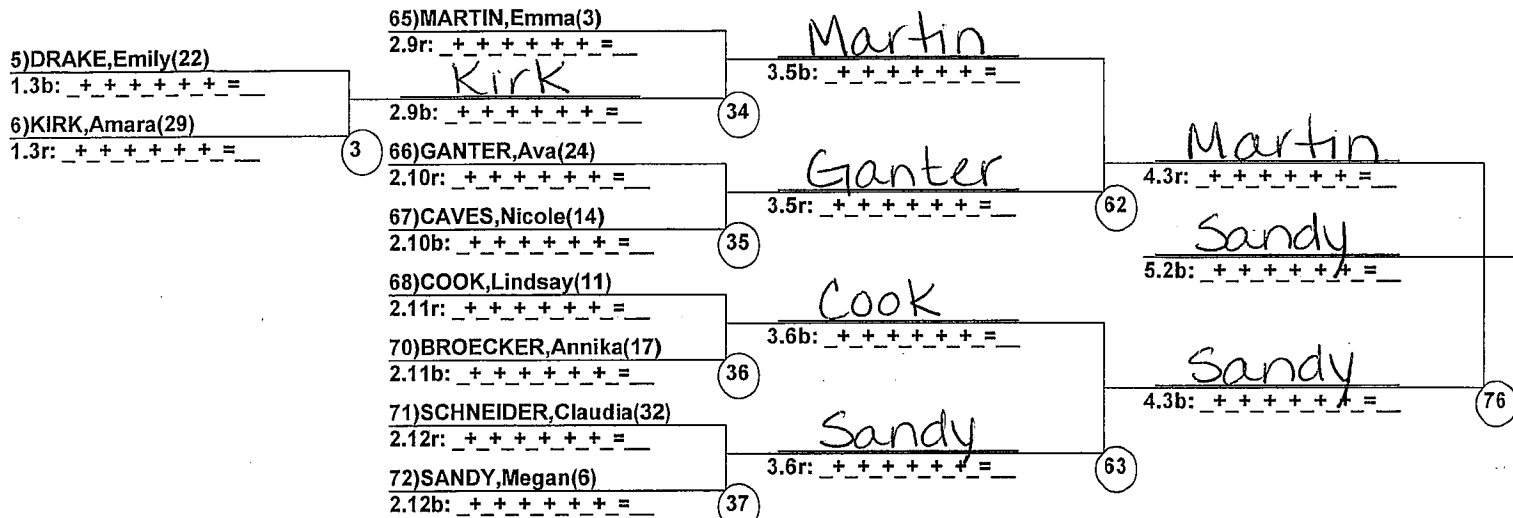 5)DRAKE,Emily(22)
1.3b: _+_+_+_+_+_=__
6)KIRK,Amara(29)
1.3r: _+_+_+_+_+_=__
3
65)MARTIN,Emma(3)
2.9r: _+_+_+_+_+_=__
Kirk
2.9b: _+_+_+_+_+_=__
34
66)GANTER,Ava(24)
2.10r: _+_+_+_+_+_=__
67)CAVES,Nicole(14)
2.10b: _+_+_+_+_+_=__
35
68)COOK,Lindsay(11)
2.11r: _+_+_+_+_+_=__
70)BROECKER,Annika(17)
2.11b: _+_+_+_+_+_=__
36
71)SCHNEIDER,Claudia(32)
2.12r: _+_+_+_+_+_=__
72)SANDY,Megan(6)
2.12b: _+_+_+_+_+_=__
37
Martin
3.5b: _+_+_+_+_+_=__
Ganter
3.5r: _+_+_+_+_+_=__
62
Cook
3.6b: _+_+_+_+_+_=__
Sandy
3.6r: _+_+_+_+_+_=__
63
Martin
4.3r: _+_+_+_+_+_=__
Sandy
5.2b: _+_+_+_+_+_=__
Sandy
4.3b: _+_+_+_+_+_=__
76